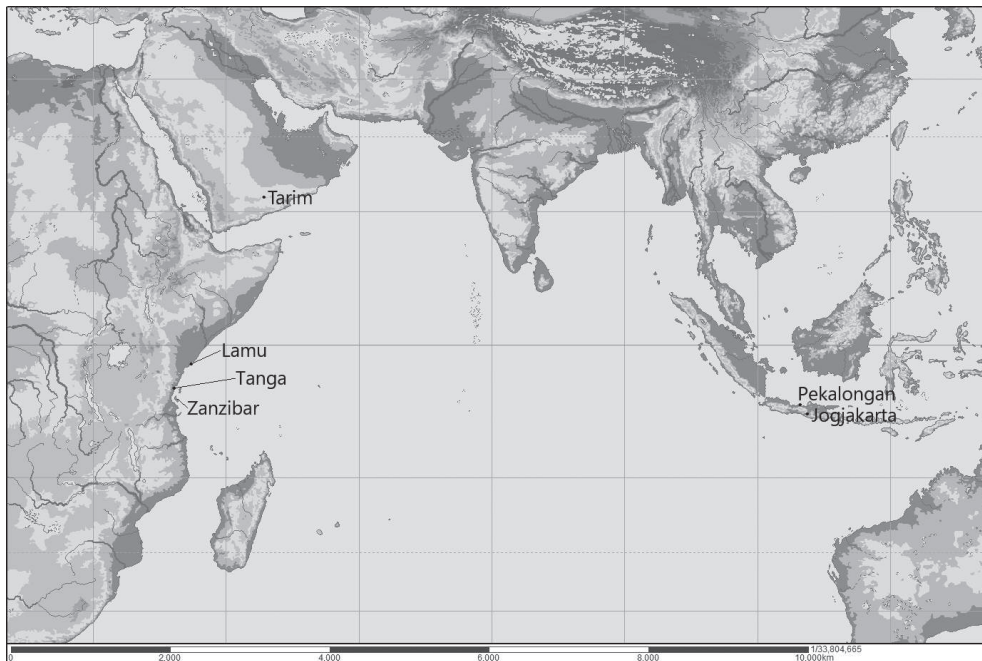 Tarim
Lamu
Tanga
Zanzibar
Pekalongan
Jogjakarta
1/33,804,665
0 2.000 4.000 6.000 8.000 10.000km